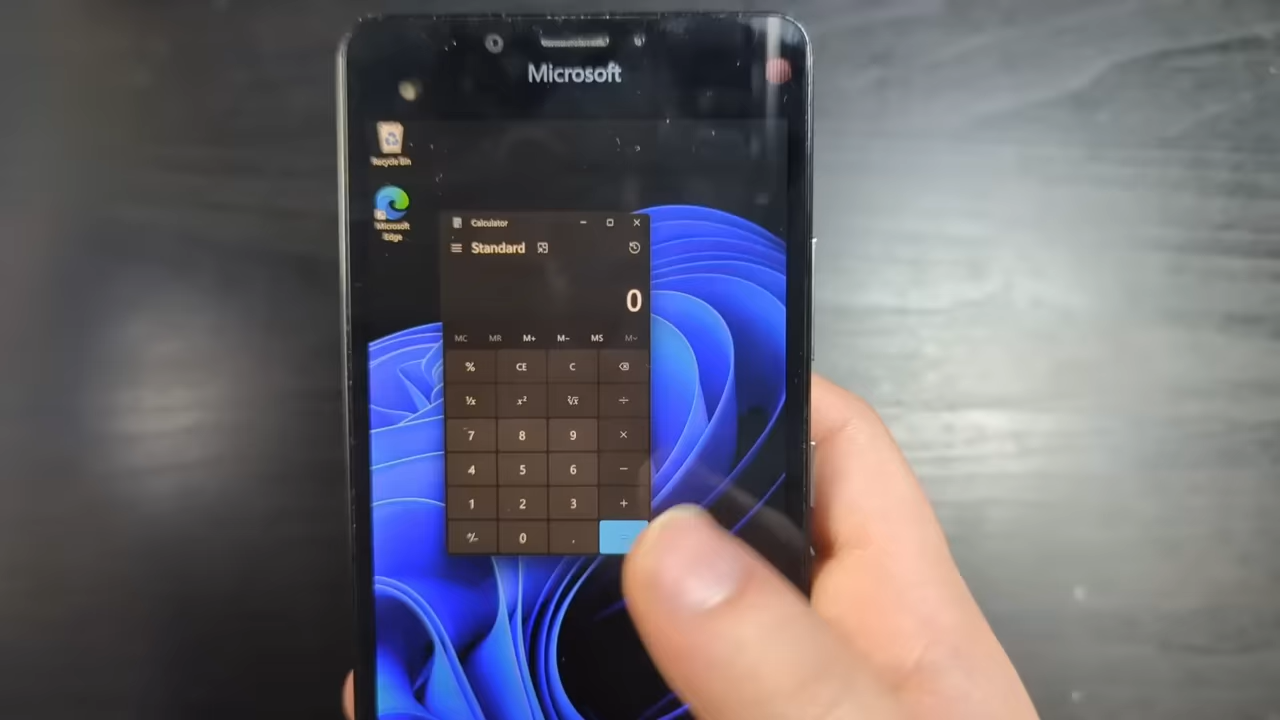 Microsoft
Recycle Bin
Microsoft
Edge
Calculator
Standard
0
MC MR M+ M- MS M˅
% CE C
¹/x x² ²√x ÷
7 8 9 ×
4 5 6 −
1 2 3 +
+/- 0 . =